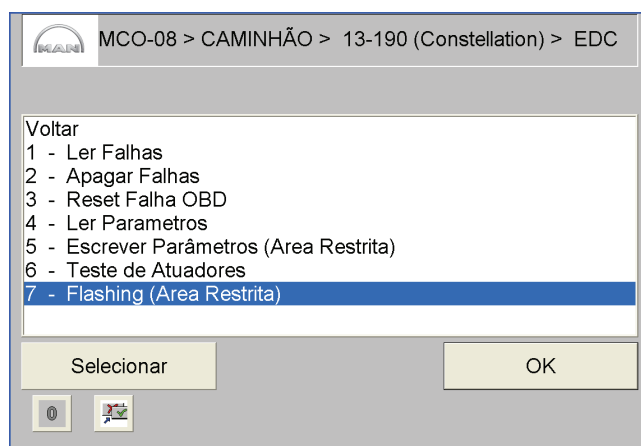 MAN MCO-08 > CAMINHÃO > 13-190 (Constellation) > EDC
Voltar
1 - Ler Falhas
2 - Apagar Falhas
3 - Reset Falha OBD
4 - Ler Parametros
5 - Escrever Parâmetros (Area Restrita)
6 - Teste de Atuadores
7 - Flashing (Area Restrita)
Selecionar OK
0